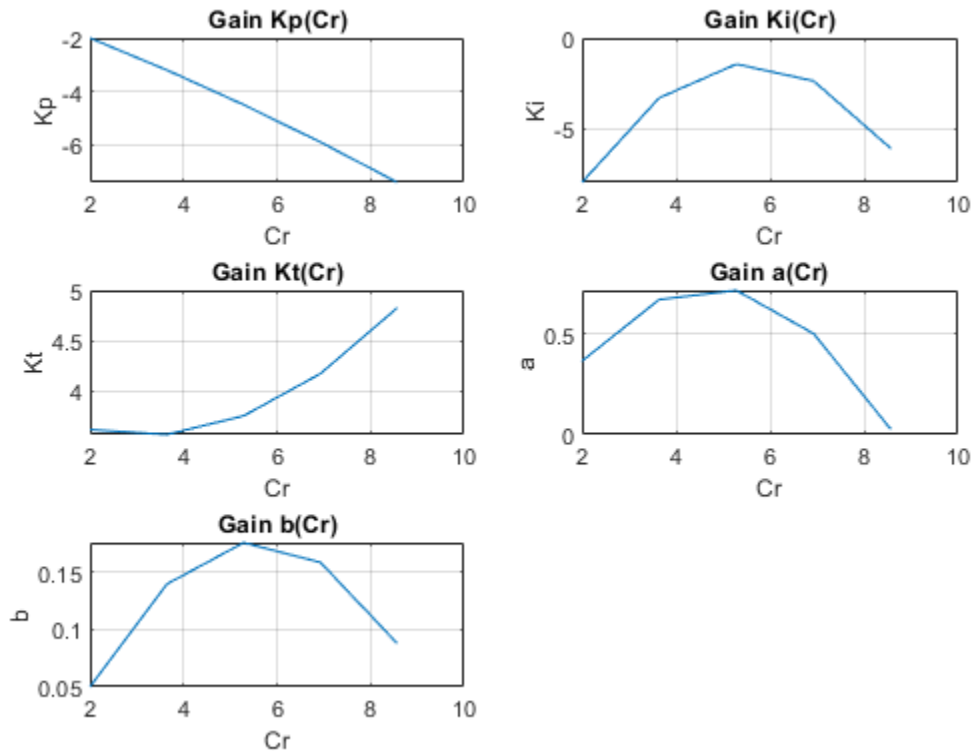 Gain Kp(Cr)
-2
-4
-6
Kp
2 4 6 8 10
Cr
Gain Ki(Cr)
0
-5
Ki
2 4 6 8 10
Cr
Gain Kt(Cr)
5
4.5
4
Kt
2 4 6 8 10
Cr
Gain a(Cr)
0.5
0
a
2 4 6 8 10
Cr
Gain b(Cr)
0.15
0.1
0.05
b
2 4 6 8 10
Cr